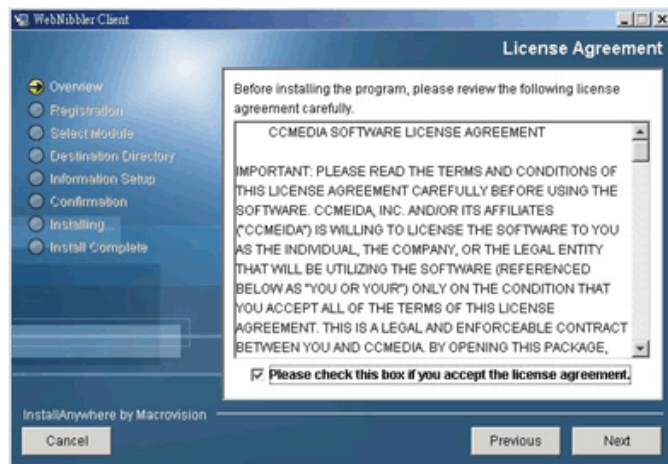 WebNibbler Client
License Agreement
Overview
Registration
Select Module
Destination Directory
Information Setup
Confirmation
Installing...
Install Complete
Before installing the program, please review the following license
agreement carefully.
CCMEDIA SOFTWARE LICENSE AGREEMENT
IMPORTANT: PLEASE READ THE TERMS AND CONDITIONS OF
THIS LICENSE AGREEMENT CAREFULLY BEFORE USING THE
SOFTWARE. CCMEIDA, INC. AND/OR ITS AFFILIATES
("CCMEIDA") IS WILLING TO LICENSE THE SOFTWARE TO YOU
AS THE INDIVIDUAL, THE COMPANY, OR THE LEGAL ENTITY
THAT WILL BE UTILIZING THE SOFTWARE (REFERENCED
BELOW AS "YOU OR YOUR") ONLY ON THE CONDITION THAT
YOU ACCEPT ALL OF THE TERMS OF THIS LICENSE
AGREEMENT. THIS IS A LEGAL AND ENFORCEABLE CONTRACT
BETWEEN YOU AND CCMEDIA. BY OPENING THIS PACKAGE,
Please check this box if you accept the license agreement.
InstallAnywhere by Macrovision
Cancel
Previous
Next